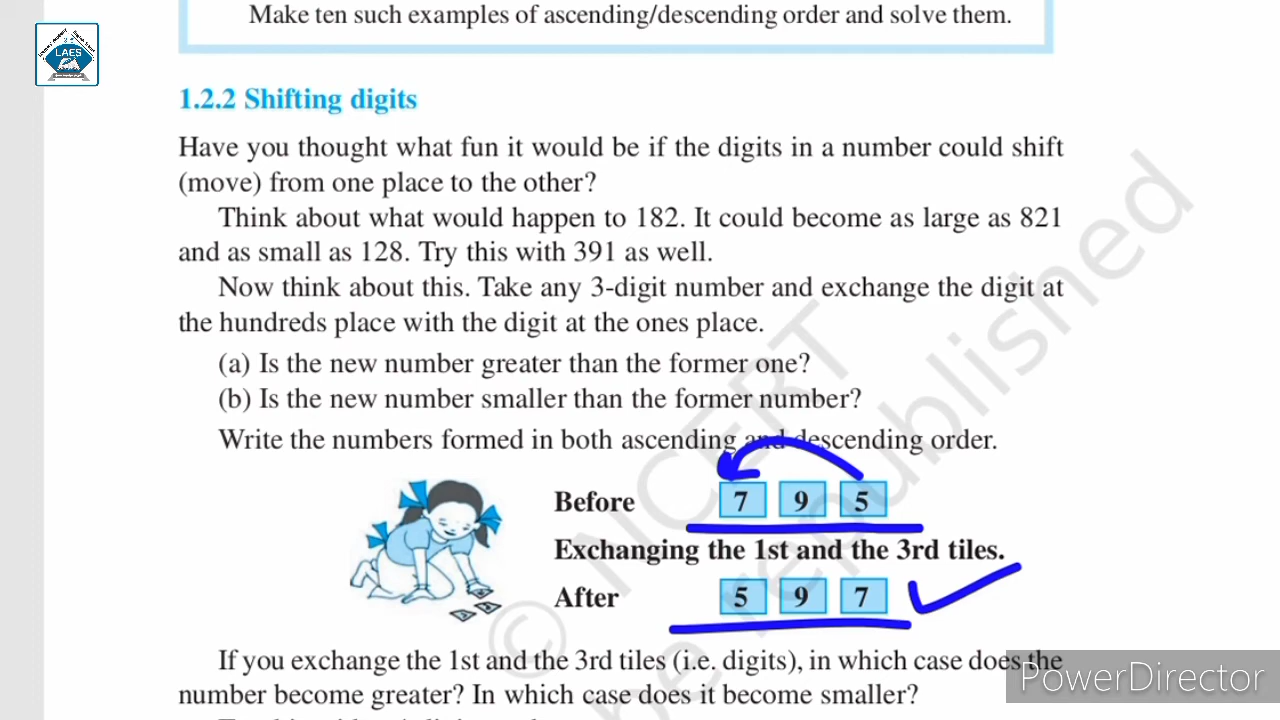 Make ten such examples of ascending/descending order and solve them.
LAES
1.2.2 Shifting digits
Have you thought what fun it would be if the digits in a number could shift
(move) from one place to the other?
Think about what would happen to 182. It could become as large as 821
and as small as 128. Try this with 391 as well.
Now think about this. Take any 3-digit number and exchange the digit at
the hundreds place with the digit at the ones place.
(a) Is the new number greater than the former one?
(b) Is the new number smaller than the former number?
Write the numbers formed in both ascending and descending order.
Before 7 9 5
Exchanging the 1st and the 3rd tiles.
After 5 9 7
If you exchange the 1st and the 3rd tiles (i.e. digits), in which case does the
number become greater? In which case does it become smaller?
© NCERT
be republished
PowerDirector